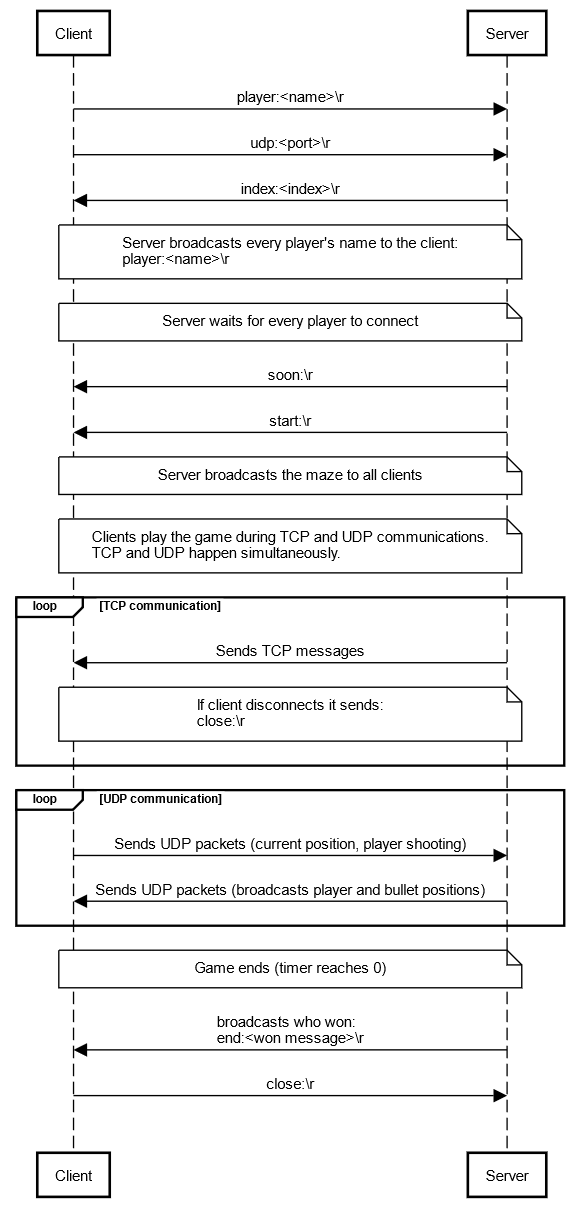 Client
Server
player:<name>\r
udp:<port>\r
index:<index>\r
Server broadcasts every player's name to the client:
player:<name>\r
Server waits for every player to connect
soon:\r
start:\r
Server broadcasts the maze to all clients
Clients play the game during TCP and UDP communications.
TCP and UDP happen simultaneously.
loop
[TCP communication]
Sends TCP messages
If client disconnects it sends:
close:\r
loop
[UDP communication]
Sends UDP packets (current position, player shooting)
Sends UDP packets (broadcasts player and bullet positions)
Game ends (timer reaches 0)
broadcasts who won:
end:<won message>\r
close:\r
Client
Server